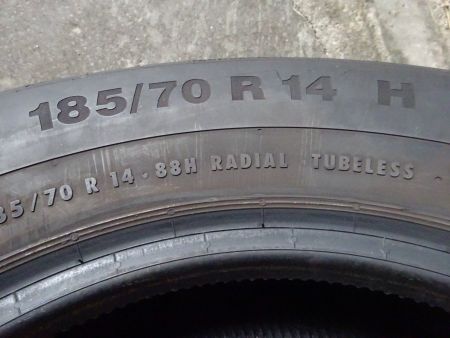 185/70 R 14 H
85/70 R 14 · 88H RADIAL TUBELESS